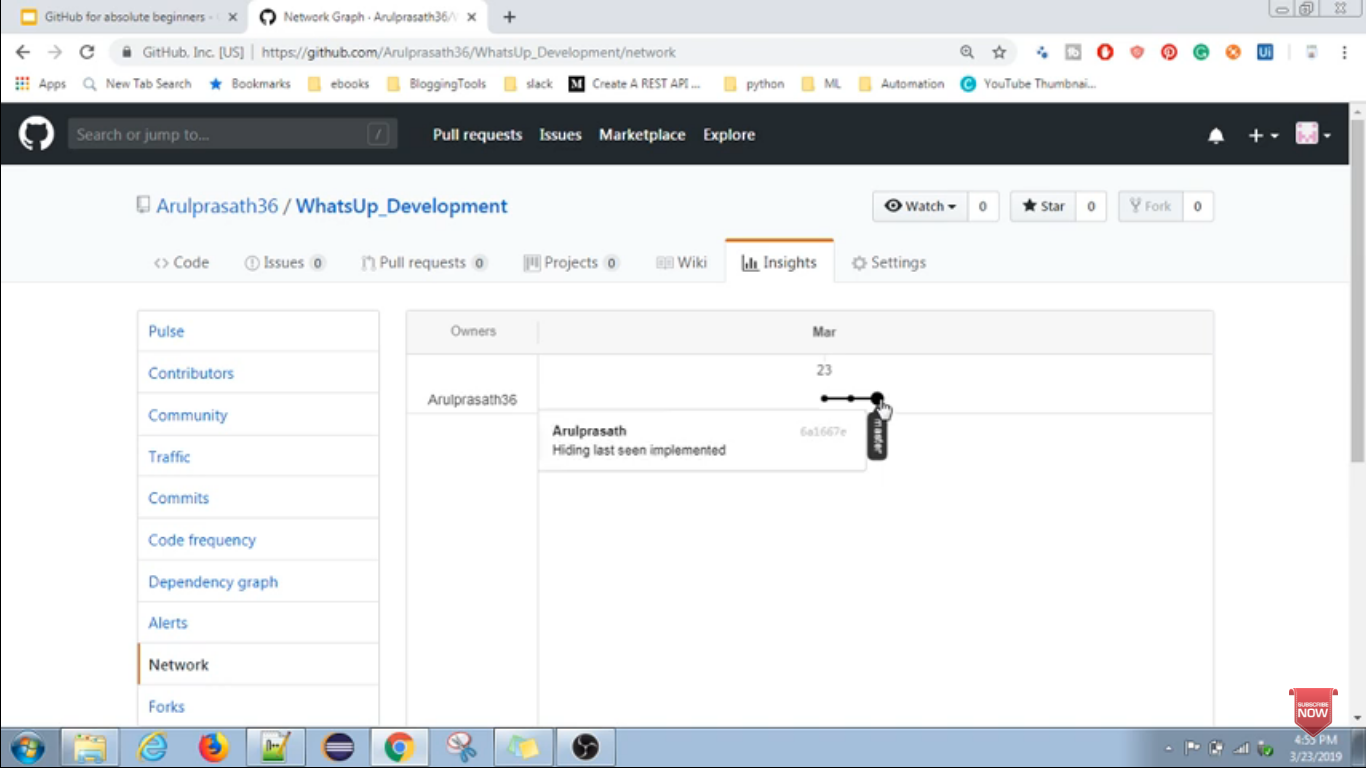 GitHub for absolute beginners -
Network Graph · Arulprasath36/
GitHub, Inc. [US] | https://github.com/Arulprasath36/WhatsUp_Development/network
Apps New Tab Search Bookmarks ebooks BloggingTools slack Create A REST API ... python ML Automation YouTube Thumbnai...
Search or jump to... /
Pull requests Issues Marketplace Explore
Arulprasath36 / WhatsUp_Development
Watch 0 Star 0 Fork 0
Code Issues 0 Pull requests 0 Projects 0 Wiki Insights Settings
Pulse
Contributors
Community
Traffic
Commits
Code frequency
Dependency graph
Alerts
Network
Forks
Owners Mar
23
Arulprasath36
Arulprasath 6a1667e
Hiding last seen implemented
master
SUBSCRIBE
NOW
4:53 PM
3/23/2019